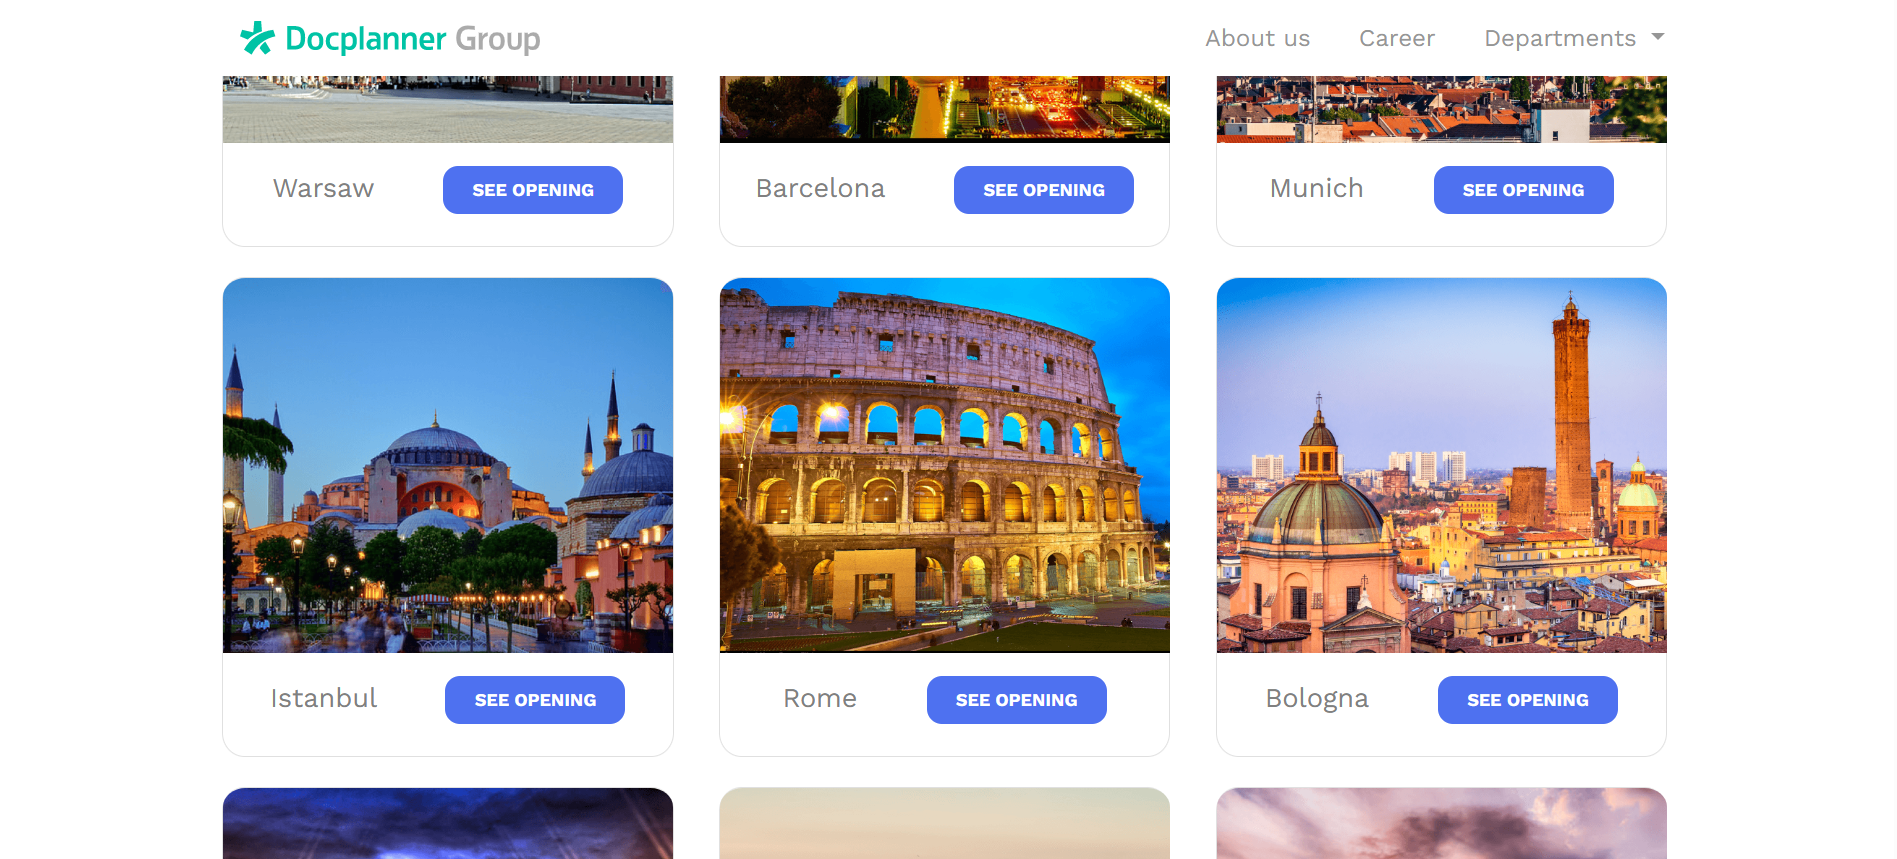 Docplanner Group
About us
Career
Departments
Warsaw
SEE OPENING
Barcelona
SEE OPENING
Munich
SEE OPENING
Istanbul
SEE OPENING
Rome
SEE OPENING
Bologna
SEE OPENING